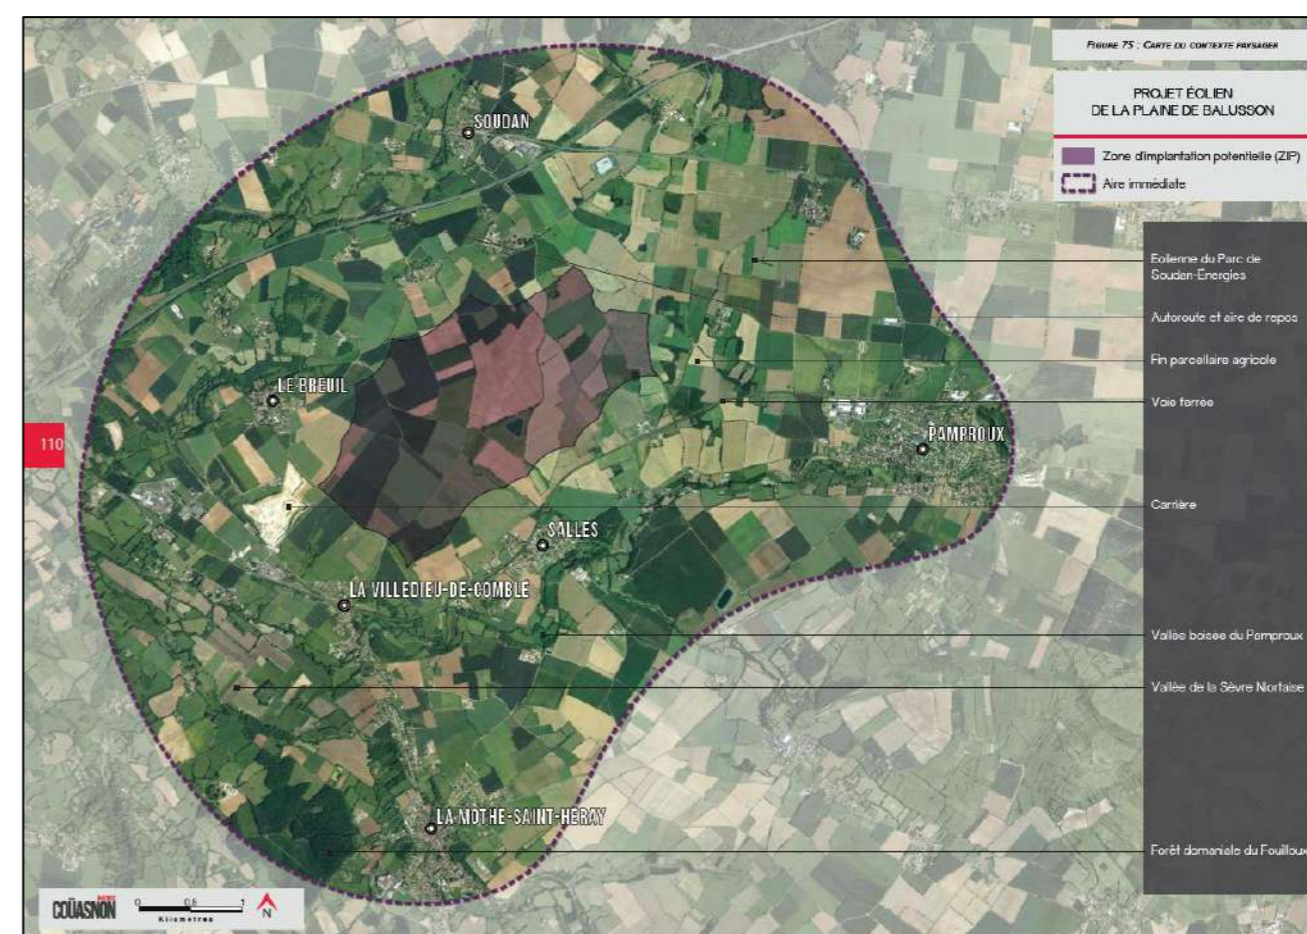 FIGURE 75 : CARTE DU CONTEXTE PAYSAGER
PROJET ÉOLIEN
DE LA PLAINE DE BALUSSON
Zone d'implantation potentielle (ZIP)
Aire immédiate
SOUDAN
Eolienne du Parc de
Soudan-Energies
Autoroute et aire de repos
Fin parcellaire agricole
LE BREUIL
Voie ferrée
110
PAMPROUX
Carrière
SALLES
LA VILLEDIEU-DE-COMBLÉ
Vallée boisée du Pamproux
Vallée de la Sèvre Niortaise
LA MOTHE-SAINT-HÉRAY
Forêt domaniale du Fouilloux
COÜASNON
0 0,5 1
Kilomètres
N